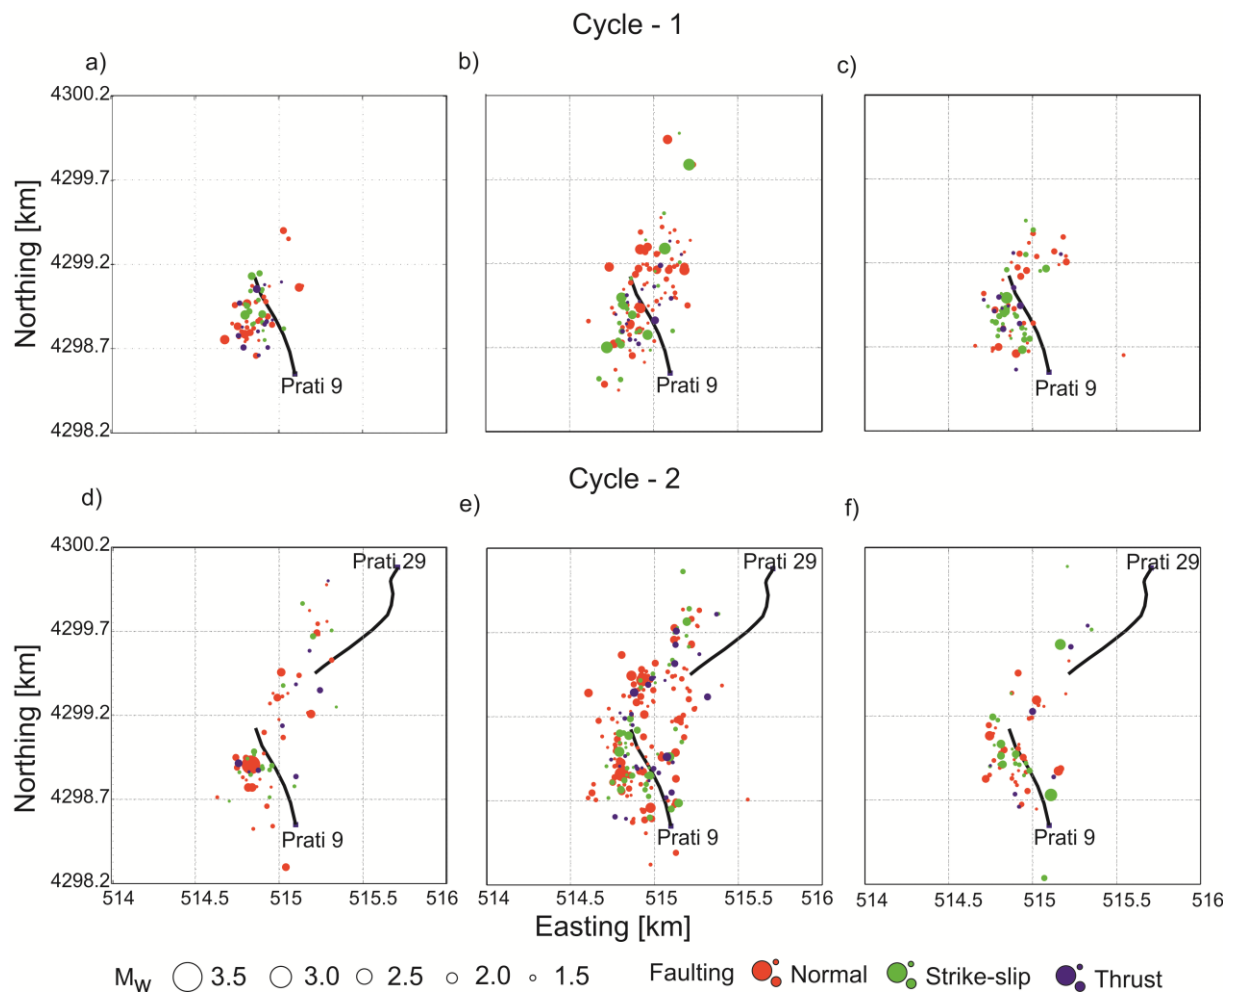 Cycle - 1
a)
b)
c)
4300.2
4299.7
4299.2
4298.7
4298.2
Northing [km]
Prati 9
Prati 9
Prati 9
Cycle - 2
d)
e)
f)
4300.2
4299.7
4299.2
4298.7
4298.2
Northing [km]
Prati 29
Prati 29
Prati 29
Prati 9
Prati 9
Prati 9
514 514.5 515 515.5 516
514 514.5 515 515.5 516
514 514.5 515 515.5 516
Easting [km]
MW 3.5 3.0 2.5 2.0 1.5 Faulting Normal Strike-slip Thrust